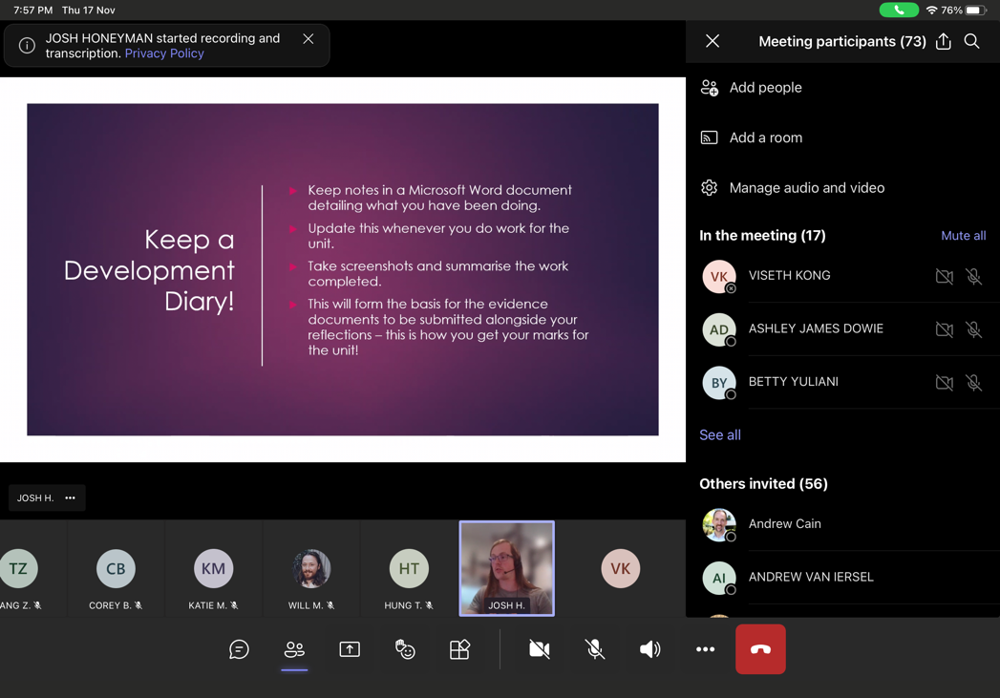 7:57 PM Thu 17 Nov
76%
JOSH HONEYMAN started recording and
transcription. Privacy Policy
Meeting participants (73)
Add people
Add a room
Manage audio and video
In the meeting (17)
Mute all
VK
VISETH KONG
AD
ASHLEY JAMES DOWIE
BY
BETTY YULIANI
See all
Others invited (56)
Andrew Cain
AI
ANDREW VAN IERSEL
Keep a
Development
Diary!
Keep notes in a Microsoft Word document
detailing what you have been doing.
Update this whenever you do work for the
unit.
Take screenshots and summarise the work
completed.
This will form the basis for the evidence
documents to be submitted alongside your
reflections – this is how you get your marks for
the unit!
JOSH H.
TZ
ANG Z.
CB
COREY B.
KM
KATIE M.
WILL M.
HT
HUNG T.
JOSH H.
VK